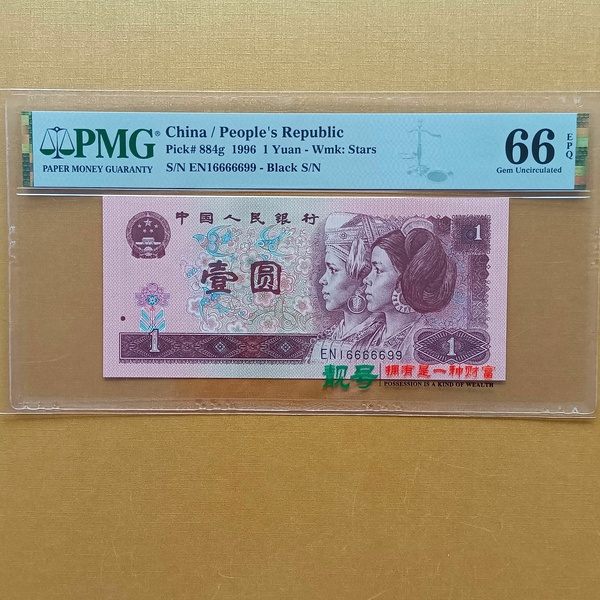 PMG®
PAPER MONEY GUARANTY
China / People's Republic
Pick# 884g 1996 1 Yuan - Wmk: Stars
S/N EN16666699 - Black S/N
66
EPQ
Gem Uncirculated
中国人民银行
1
壹圆
EN16666699
1
1
靓号
拥有是一种财富
POSSESSION IS A KIND OF WEALTH